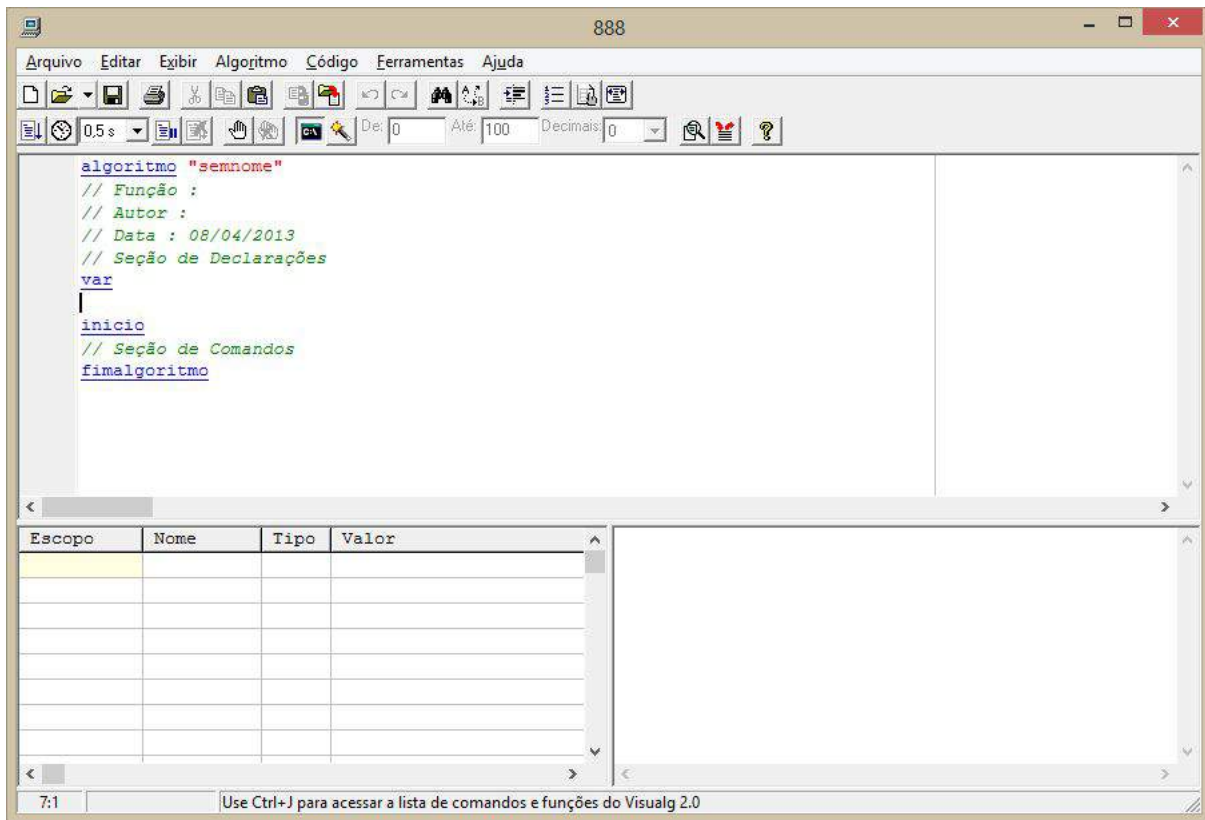 888
Arquivo Editar Exibir Algoritmo Código Ferramentas Ajuda
0,5 s De: 0 Até: 100 Decimais: 0
algoritmo "semnome"
// Função :
// Autor :
// Data : 08/04/2013
// Seção de Declarações
var
inicio
// Seção de Comandos
fimalgoritmo
Escopo Nome Tipo Valor
7:1 Use Ctrl+J para acessar a lista de comandos e funções do Visualg 2.0